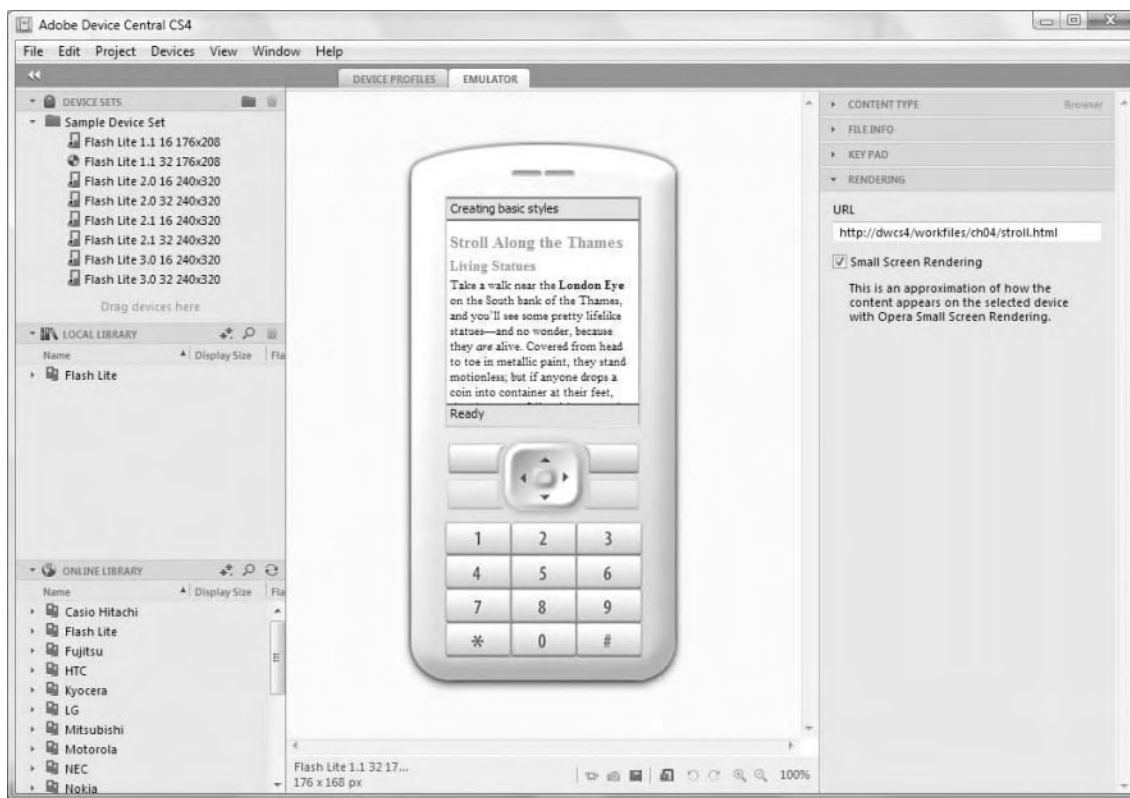 Adobe Device Central CS4
File Edit Project Devices View Window Help
DEVICE PROFILES EMULATOR
DEVICE SETS
Sample Device Set
Flash Lite 1.1 16 176x208
Flash Lite 1.1 32 176x208
Flash Lite 2.0 16 240x320
Flash Lite 2.0 32 240x320
Flash Lite 2.1 16 240x320
Flash Lite 2.1 32 240x320
Flash Lite 3.0 16 240x320
Flash Lite 3.0 32 240x320
Drag devices here
LOCAL LIBRARY
Name Display Size Fla
Flash Lite
ONLINE LIBRARY
Name Display Size Fla
Casio Hitachi
Flash Lite
Fujitsu
HTC
Kyocera
LG
Mitsubishi
Motorola
NEC
Nokia
Creating basic styles
Stroll Along the Thames
Living Statues
Take a walk near the London Eye
on the South bank of the Thames,
and you'll see some pretty lifelike
statues—and no wonder, because
they are alive. Covered from head
to toe in metallic paint, they stand
motionless; but if anyone drops a
coin into container at their feet,
Ready
1 2 3
4 5 6
7 8 9
* 0 #
Flash Lite 1.1 32 17...
176 x 168 px
100%
CONTENT TYPE Browser
FILE INFO
KEY PAD
RENDERING
URL
http://dwcs4/workfiles/ch04/stroll.html
Small Screen Rendering
This is an approximation of how the
content appears on the selected device
with Opera Small Screen Rendering.